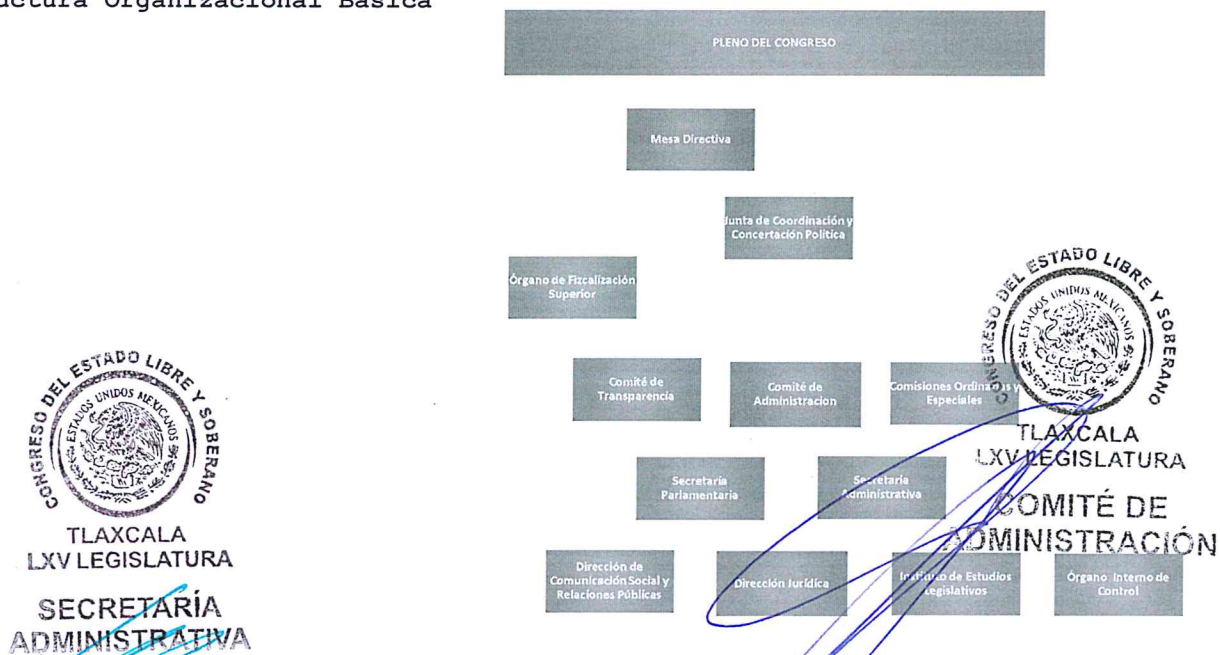 Organizacional Básica
PLENO DEL CONGRESO
Mesa Directiva
Junta de Coordinación y
Concertación Política
Órgano de Fizcalización
Superior
Comité de
Transparencia
Comité de
Administracion
Comisiones Ordinarias y
Especiales
Secretaria
Parlamentaria
Secretaria
Administrativa
Dirección de
Comunicación Social y
Relaciones Públicas
Dirección Jurídica
Instituto de Estudios
Legislativos
Órgano Interno de
Control
CONGRESO DEL ESTADO LIBRE Y SOBERANO
ESTADOS UNIDOS MEXICANOS
TLAXCALA
LXV LEGISLATURA
SECRETARÍA
ADMINISTRATIVA
CONGRESO DEL ESTADO LIBRE Y SOBERANO
ESTADOS UNIDOS MEXICANOS
TLAXCALA
LXV LEGISLATURA
COMITÉ DE
ADMINISTRACIÓN